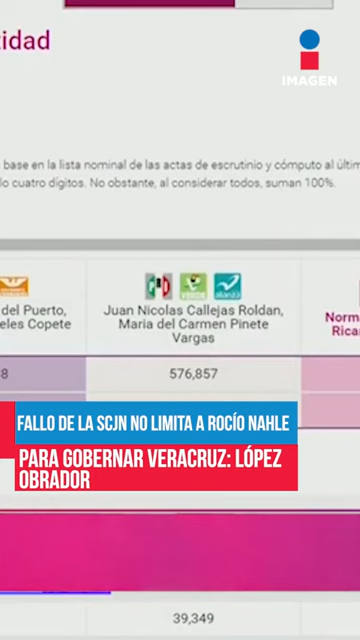 idad
IMAGEN
base en la lista nominal de las actas de escrutinio y cómputo al últim
lo cuatro dígitos. No obstante, al considerar todos, suman 100%.
PRD VERDE alianza
del Puerto,
eles Copete
Juan Nicolas Callejas Roldan,
Maria del Carmen Pinete
Vargas
Norma
Rica
8
576,857
FALLO DE LA SCJN NO LIMITA A ROCÍO NAHLE
PARA GOBERNAR VERACRUZ: LÓPEZ
OBRADOR
39,349